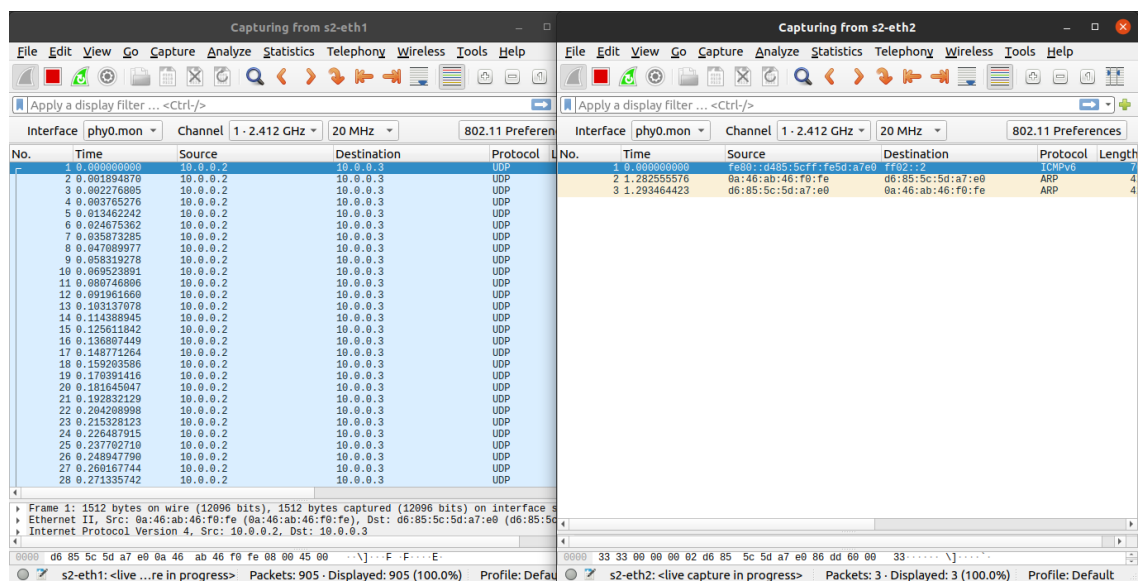 Capturing from s2-eth1
File Edit View Go Capture Analyze Statistics Telephony Wireless Tools Help
Apply a display filter … <Ctrl-/>
Interface phy0.mon Channel 1 · 2.412 GHz 20 MHz 802.11 Preferen
No. Time Source Destination Protocol L
1 0.000000000 10.0.0.2 10.0.0.3 UDP
2 0.001894870 10.0.0.2 10.0.0.3 UDP
3 0.002276805 10.0.0.2 10.0.0.3 UDP
4 0.003765276 10.0.0.2 10.0.0.3 UDP
5 0.013462242 10.0.0.2 10.0.0.3 UDP
6 0.024675362 10.0.0.2 10.0.0.3 UDP
7 0.035873285 10.0.0.2 10.0.0.3 UDP
8 0.047089977 10.0.0.2 10.0.0.3 UDP
9 0.058319278 10.0.0.2 10.0.0.3 UDP
10 0.069523891 10.0.0.2 10.0.0.3 UDP
11 0.080746806 10.0.0.2 10.0.0.3 UDP
12 0.091961660 10.0.0.2 10.0.0.3 UDP
13 0.103137078 10.0.0.2 10.0.0.3 UDP
14 0.114388945 10.0.0.2 10.0.0.3 UDP
15 0.125611842 10.0.0.2 10.0.0.3 UDP
16 0.136807449 10.0.0.2 10.0.0.3 UDP
17 0.148771264 10.0.0.2 10.0.0.3 UDP
18 0.159203586 10.0.0.2 10.0.0.3 UDP
19 0.170391416 10.0.0.2 10.0.0.3 UDP
20 0.181645047 10.0.0.2 10.0.0.3 UDP
21 0.192832129 10.0.0.2 10.0.0.3 UDP
22 0.204208998 10.0.0.2 10.0.0.3 UDP
23 0.215328123 10.0.0.2 10.0.0.3 UDP
24 0.226487915 10.0.0.2 10.0.0.3 UDP
25 0.237702710 10.0.0.2 10.0.0.3 UDP
26 0.248947790 10.0.0.2 10.0.0.3 UDP
27 0.260167744 10.0.0.2 10.0.0.3 UDP
28 0.271335742 10.0.0.2 10.0.0.3 UDP
Frame 1: 1512 bytes on wire (12096 bits), 1512 bytes captured (12096 bits) on interface s
Ethernet II, Src: 0a:46:ab:46:f0:fe (0a:46:ab:46:f0:fe), Dst: d6:85:5c:5d:a7:e0 (d6:85:5c
Internet Protocol Version 4, Src: 10.0.0.2, Dst: 10.0.0.3
0000 d6 85 5c 5d a7 e0 0a 46 ab 46 f0 fe 08 00 45 00 ··\]···F ·F····E·
s2-eth1: <live …re in progress> Packets: 905 · Displayed: 905 (100.0%) Profile: Defau
Capturing from s2-eth2
File Edit View Go Capture Analyze Statistics Telephony Wireless Tools Help
Apply a display filter … <Ctrl-/>
Interface phy0.mon Channel 1 · 2.412 GHz 20 MHz 802.11 Preferences
No. Time Source Destination Protocol Length
1 0.000000000 fe80::d485:5cff:fe5d:a7e0 ff02::2 ICMPv6 7
2 1.282555576 0a:46:ab:46:f0:fe d6:85:5c:5d:a7:e0 ARP 4
3 1.293464423 d6:85:5c:5d:a7:e0 0a:46:ab:46:f0:fe ARP 4
0000 33 33 00 00 00 02 d6 85 5c 5d a7 e0 86 dd 60 00 33······ \]····`·
s2-eth2: <live capture in progress> Packets: 3 · Displayed: 3 (100.0%) Profile: Default